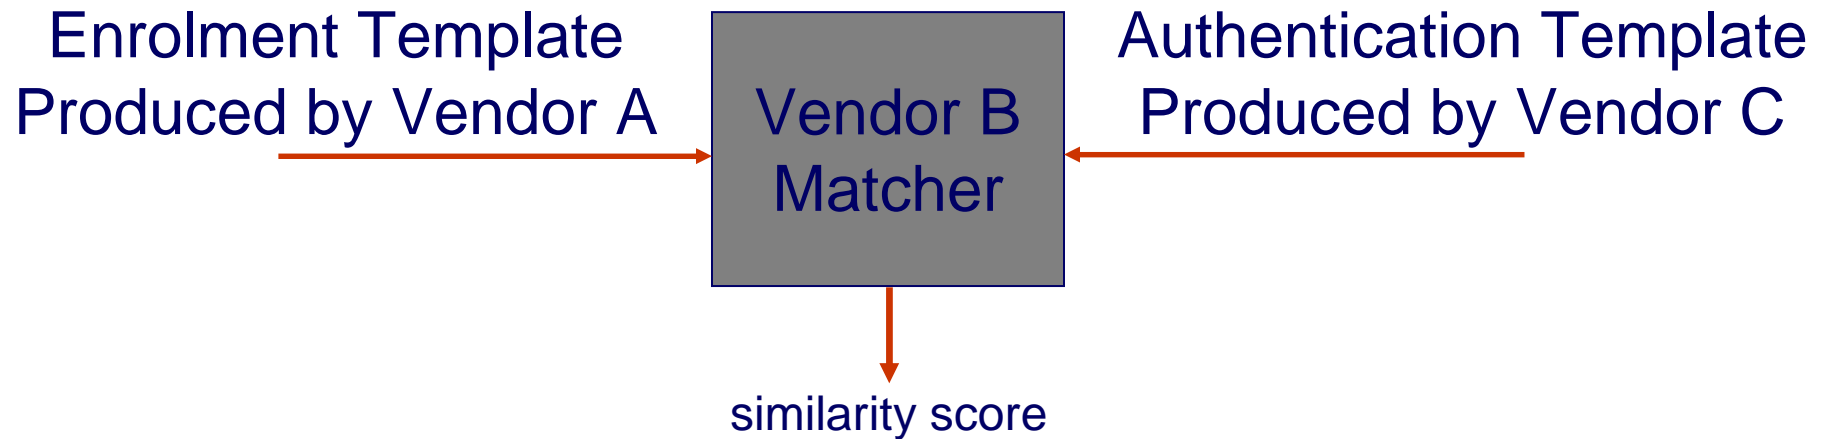 Enrolment Template
Produced by Vendor A
Vendor B
Matcher
Authentication Template
Produced by Vendor C
similarity score